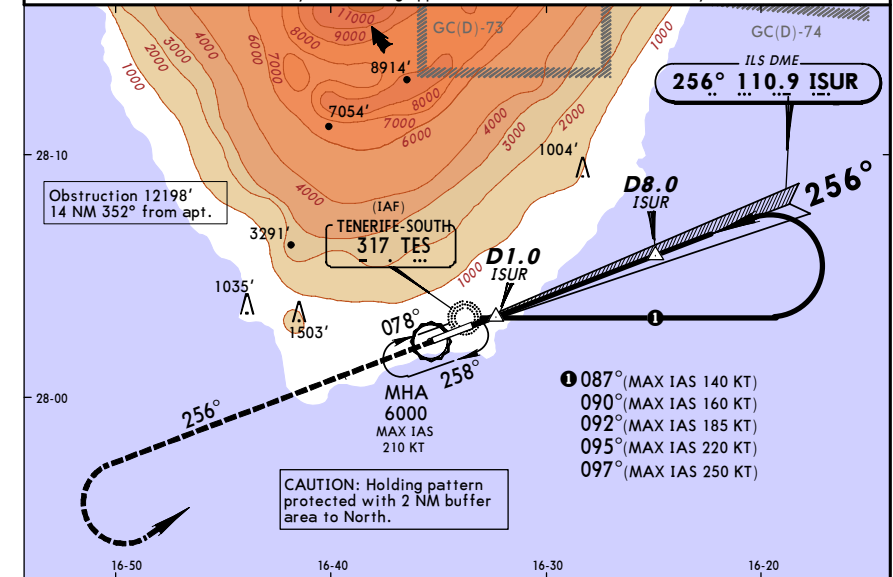 11000
GC(D)-73
GC(D)-74
8000
9000
1000
1000
2000
3000
4000
6000
7000
8914'
8000
7054'
7000
6000
4000
3000
2000
ILS DME
256° 110.9 ISUR
28-10
1004'
D8.0
ISUR
256°
Obstruction 12198'
14 NM 352° from apt.
4000
(IAF)
TENERIFE-SOUTH
317 TES
3291'
D1.0
ISUR
1000
1035'
1503'
078°
1
258°
28-00
256°
MHA
6000
MAX IAS
210 KT
1 087° (MAX IAS 140 KT)
090° (MAX IAS 160 KT)
092° (MAX IAS 185 KT)
095° (MAX IAS 220 KT)
097° (MAX IAS 250 KT)
CAUTION: Holding pattern
protected with 2 NM buffer
area to North.
16-50
16-40
16-30
16-20